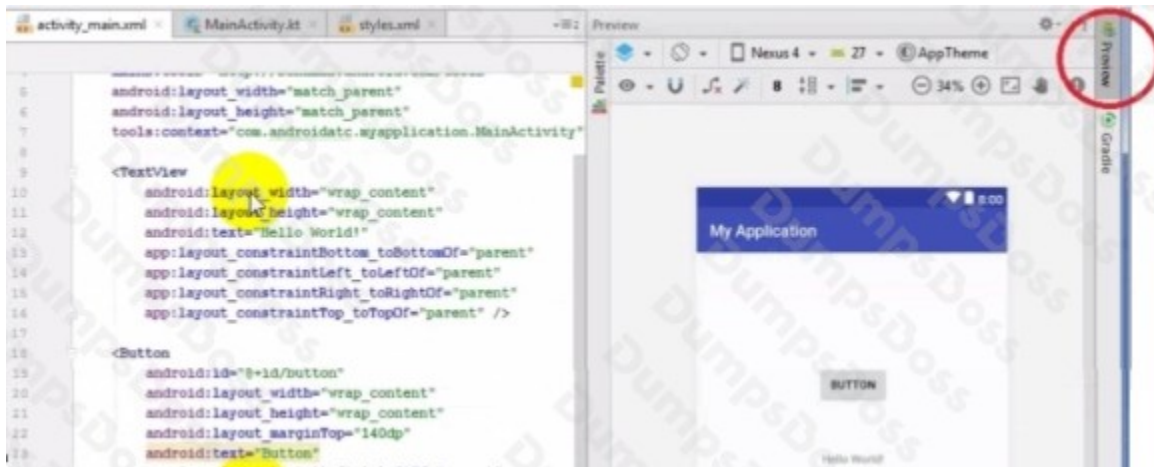 activity_main.xml MainActivity.kt styles.xml Preview
Nexus 4 27 AppTheme
8 34%
Palette
Preview
Gradle
5 android:layout_width="match_parent"
6 android:layout_height="match_parent"
7 tools:context="com.androidatc.myapplication.MainActivity"
8
9 <TextView
10 android:layout_width="wrap_content"
11 android:layout_height="wrap_content"
12 android:text="Hello World!"
13 app:layout_constraintBottom_toBottomOf="parent"
14 app:layout_constraintLeft_toLeftOf="parent"
15 app:layout_constraintRight_toRightOf="parent"
16 app:layout_constraintTop_toTopOf="parent" />
17
18 <Button
19 android:id="@+id/button"
20 android:layout_width="wrap_content"
21 android:layout_height="wrap_content"
22 android:layout_marginTop="140dp"
23 android:text="Button"
8:00
My Application
BUTTON
Hello World!
DumpsDoss